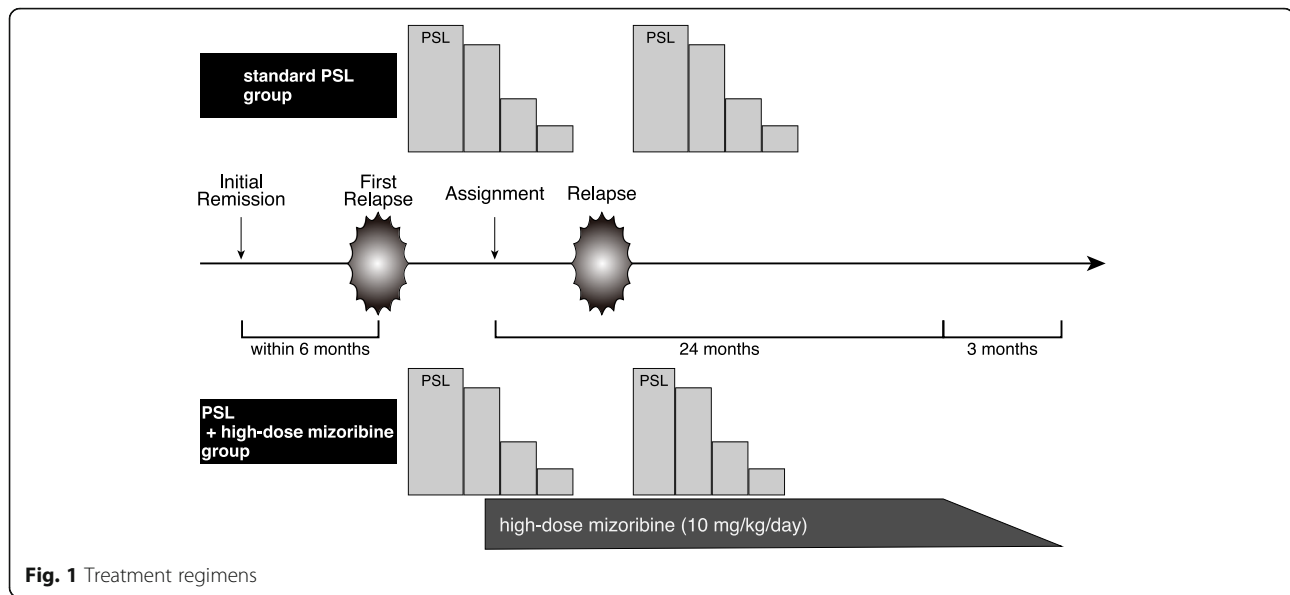 PSL
PSL
standard PSL
group
Initial
Remission
First
Relapse
Assignment
Relapse
within 6 months
24 months
3 months
PSL
PSL
PSL
+ high-dose mizoribine
group
high-dose mizoribine (10 mg/kg/day)
Fig. 1 Treatment regimens